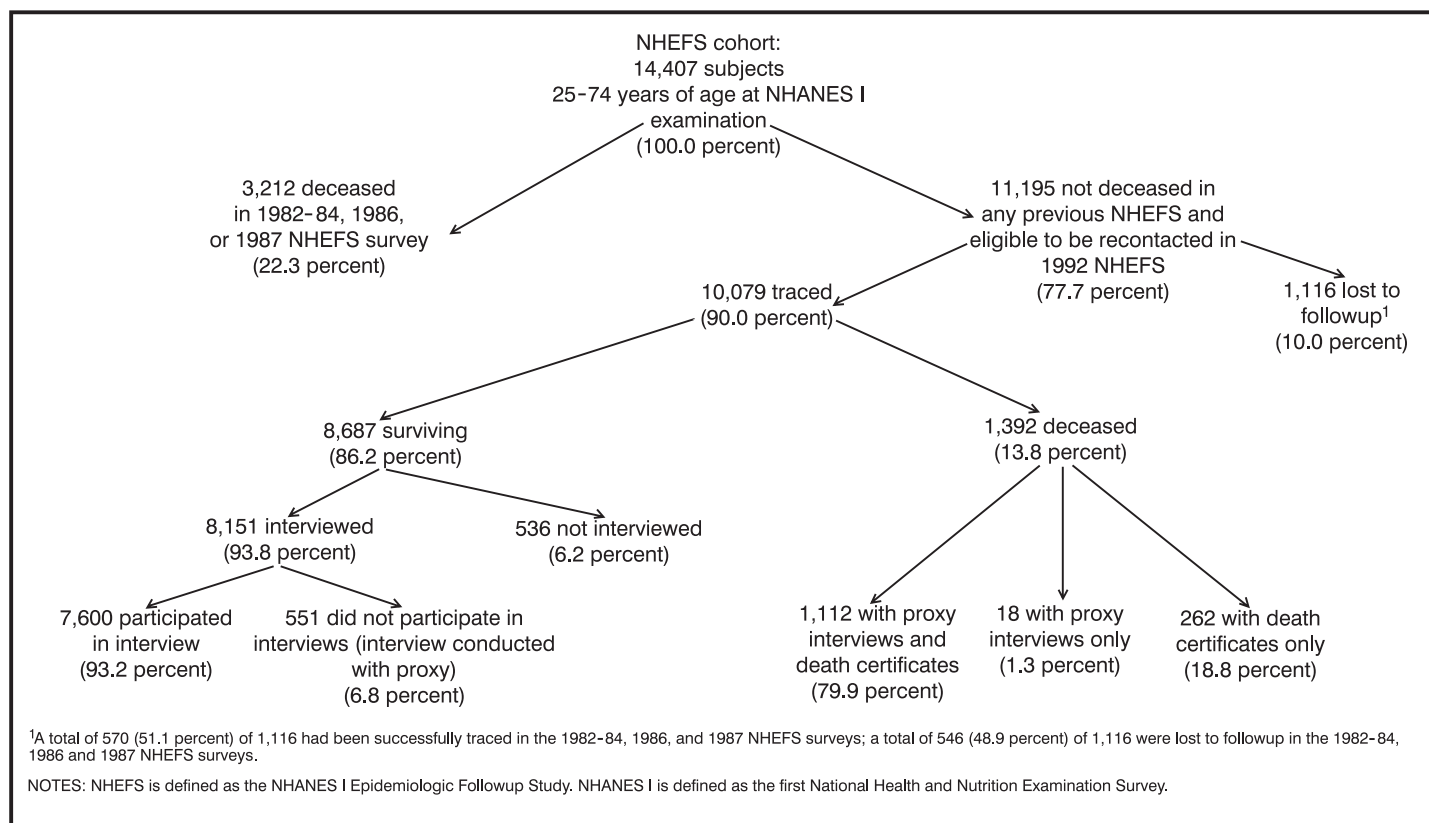 NHEFS cohort:
14,407 subjects
25-74 years of age at NHANES I
examination
(100.0 percent)
3,212 deceased
in 1982-84, 1986,
or 1987 NHEFS survey
(22.3 percent)
11,195 not deceased in
any previous NHEFS and
eligible to be recontacted in
1992 NHEFS
(77.7 percent)
10,079 traced
(90.0 percent)
1,116 lost to
followup¹
(10.0 percent)
8,687 surviving
(86.2 percent)
1,392 deceased
(13.8 percent)
8,151 interviewed
(93.8 percent)
536 not interviewed
(6.2 percent)
7,600 participated
in interview
(93.2 percent)
551 did not participate in
interviews (interview conducted
with proxy)
(6.8 percent)
1,112 with proxy
interviews and
death certificates
(79.9 percent)
18 with proxy
interviews only
(1.3 percent)
262 with death
certificates only
(18.8 percent)
¹A total of 570 (51.1 percent) of 1,116 had been successfully traced in the 1982-84, 1986, and 1987 NHEFS surveys; a total of 546 (48.9 percent) of 1,116 were lost to followup in the 1982-84,
1986 and 1987 NHEFS surveys.
NOTES: NHEFS is defined as the NHANES I Epidemiologic Followup Study. NHANES I is defined as the first National Health and Nutrition Examination Survey.